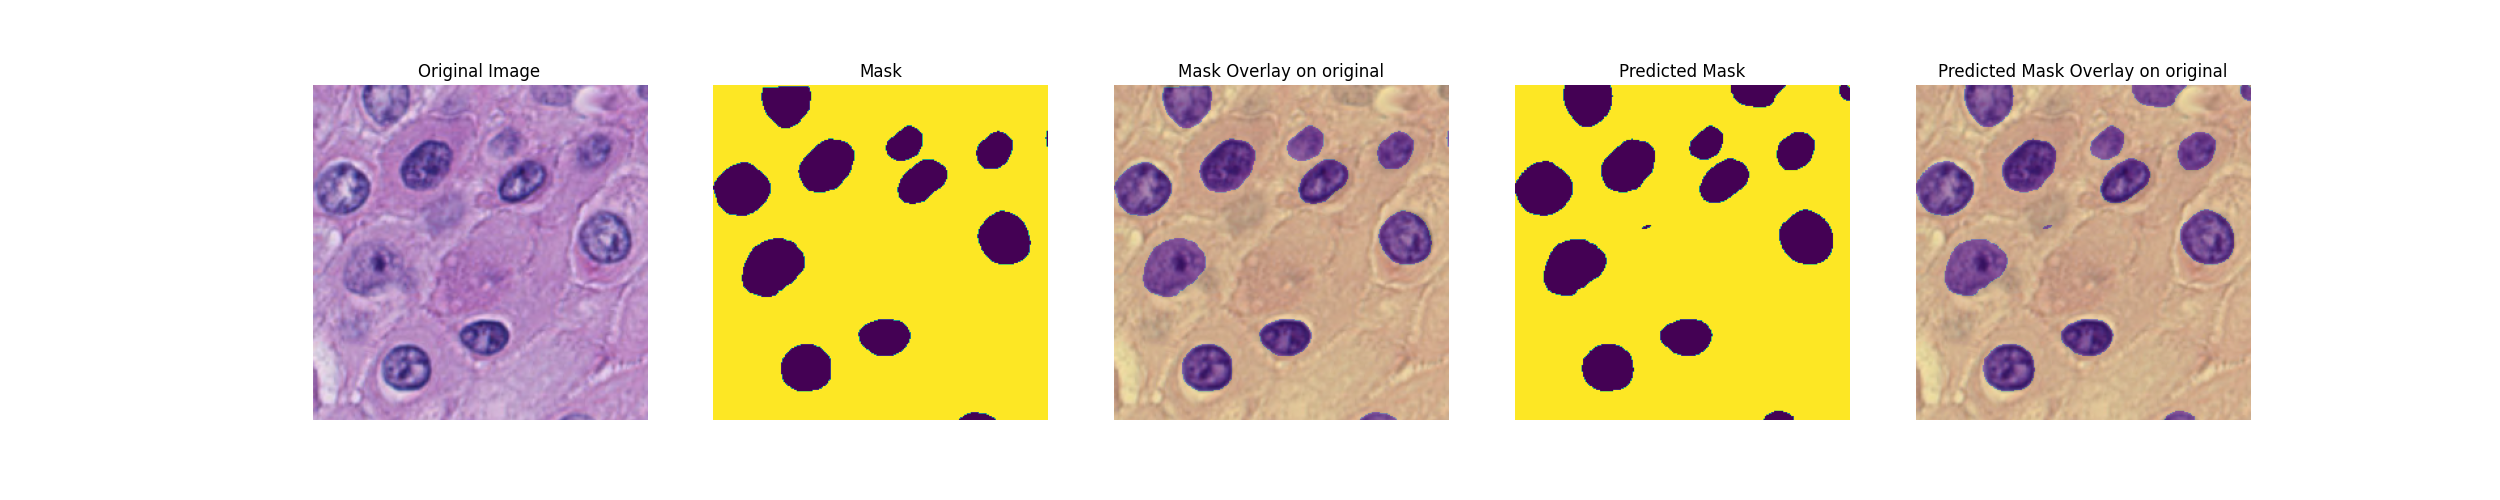 Original Image
Mask
Mask Overlay on original
Predicted Mask
Predicted Mask Overlay on original